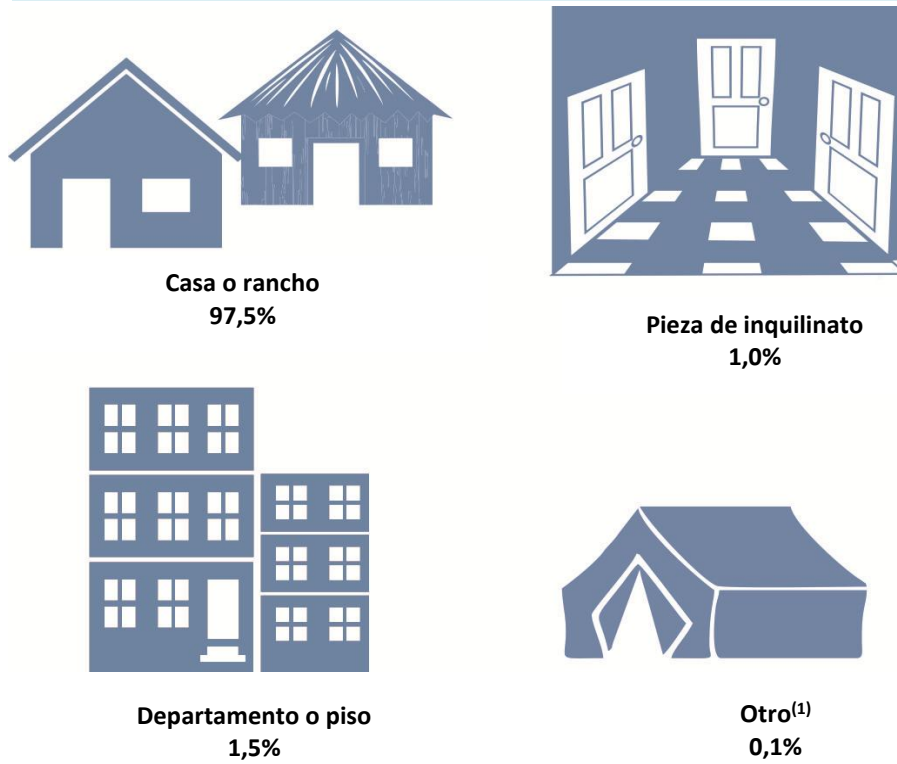 Casa o rancho
97,5%
Pieza de inquilinato
1,0%
Departamento o piso
1,5%
Otro(1)
0,1%